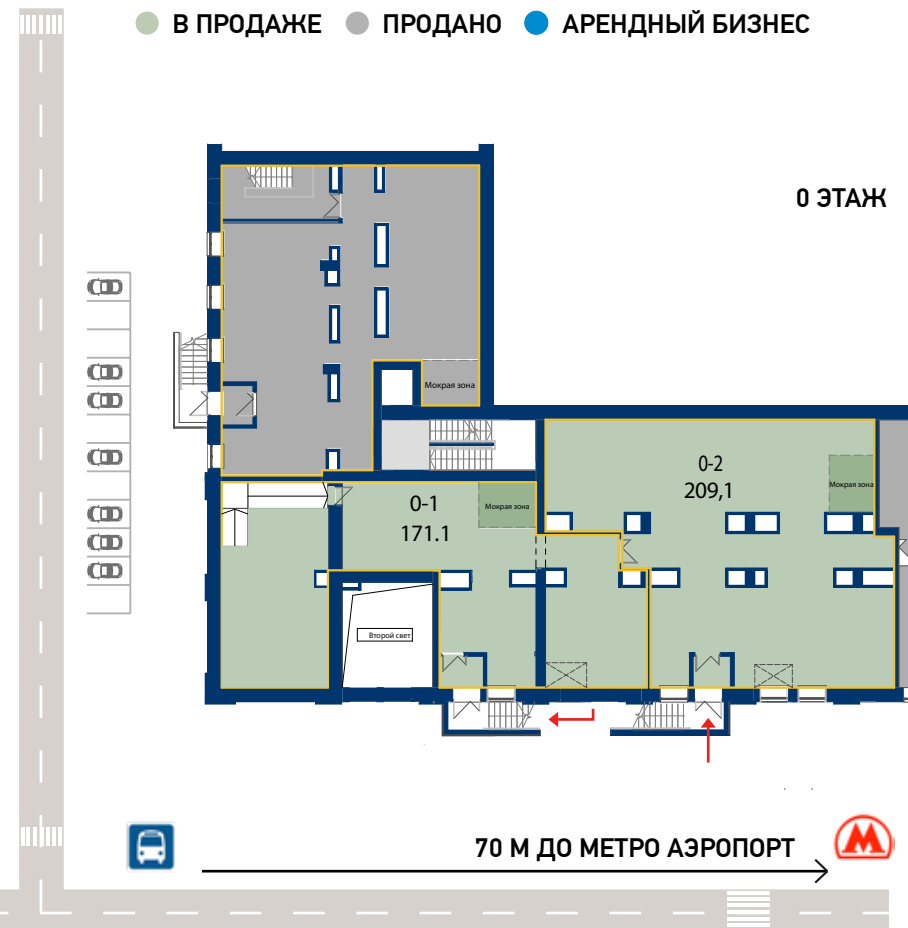 В ПРОДАЖЕ ПРОДАНО АРЕНДНЫЙ БИЗНЕС
0 ЭТАЖ
Мокрая зона
0-2
209,1
Мокрая зона
0-1
171.1
Мокрая зона
Второй свет
70 М ДО МЕТРО АЭРОПОРТ
М